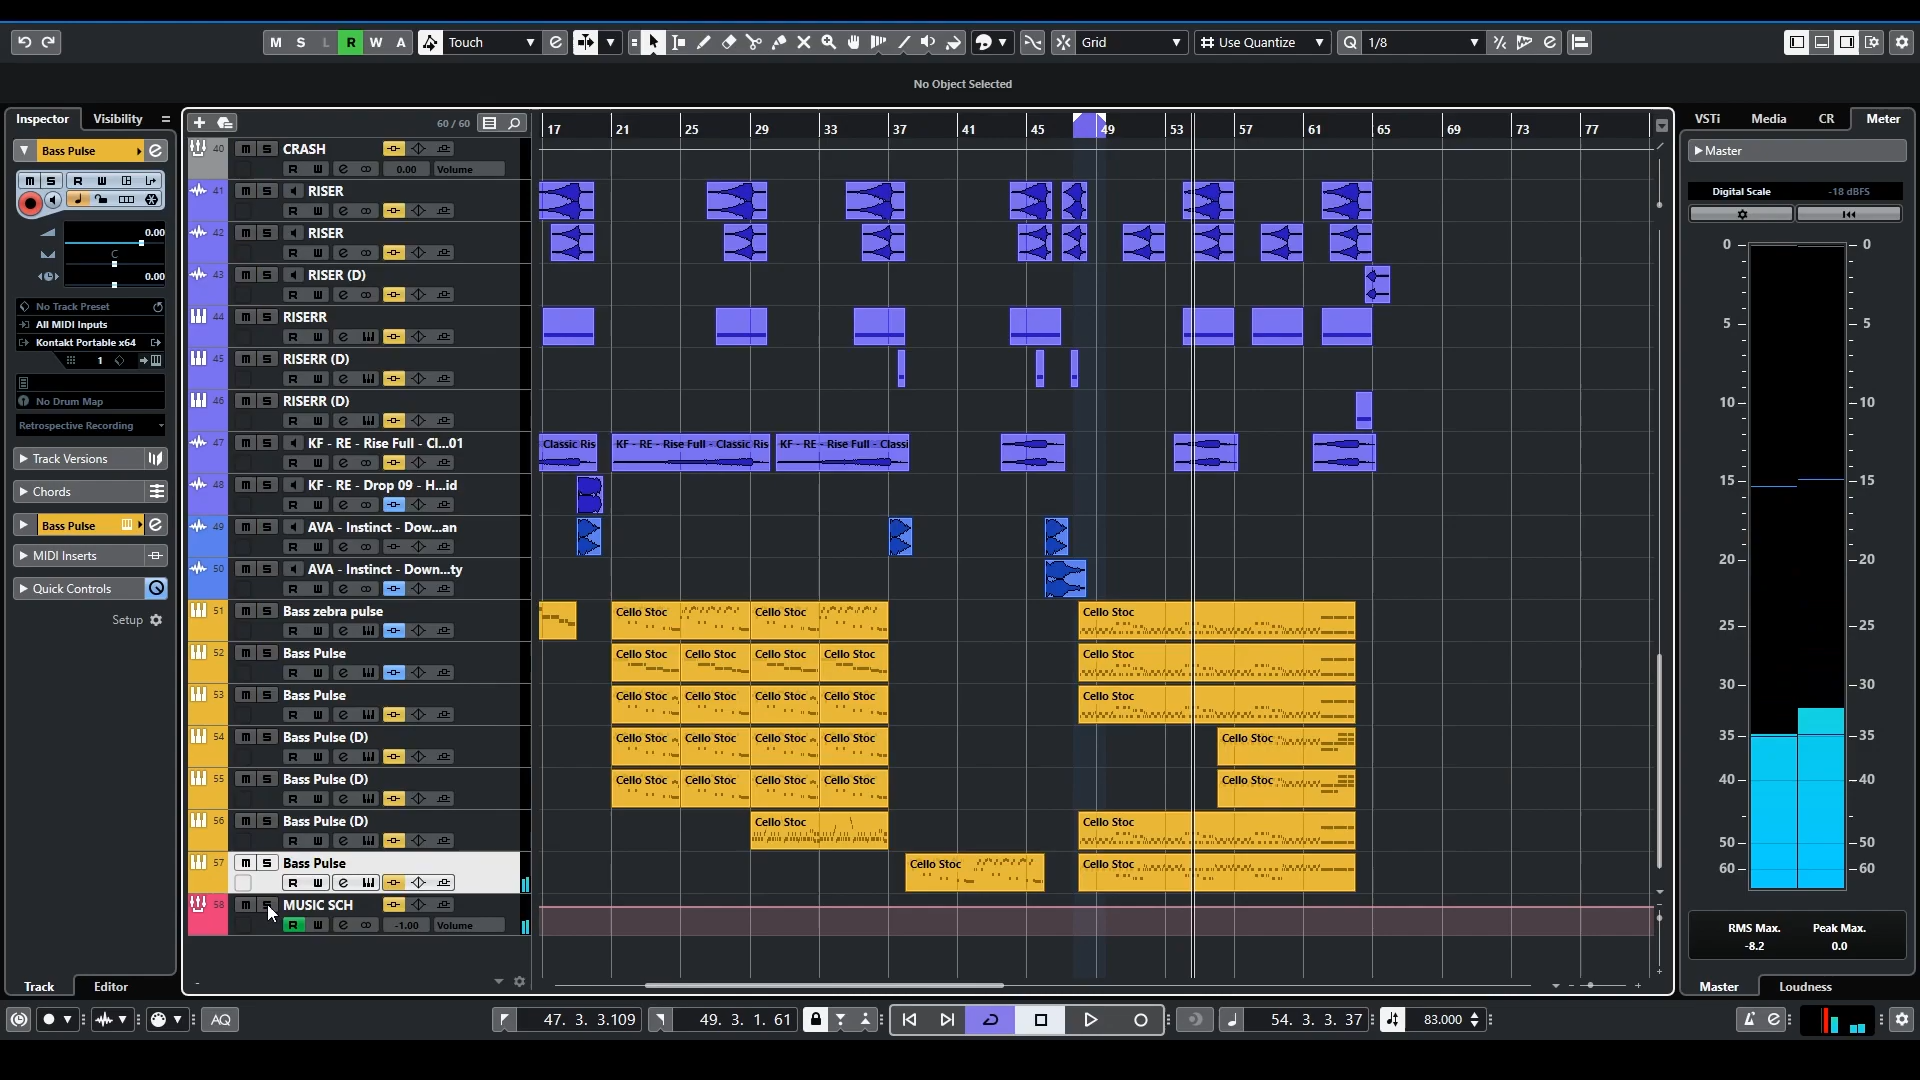 M S L R W A Touch Grid Use Quantize Q 1/8
No Object Selected
Inspector Visibility
60 / 60
17 21 25 29 33 37 41 45 49 53 57 61 65 69 73 77
VSTi Media CR Meter
Bass Pulse
M S R W
0.00
C
0.00
No Track Preset
All MIDI Inputs
Kontakt Portable x64
1
No Drum Map
Retrospective Recording
Track Versions
Chords
Bass Pulse
MIDI Inserts
Quick Controls
Setup
Track Editor
40 M S CRASH
R W 0.00 Volume
41 M S RISER
R W
42 M S RISER
R W
43 M S RISER (D)
R W
44 M S RISERR
R W
45 M S RISERR (D)
R W
46 M S RISERR (D)
R W
47 M S KF - RE - Rise Full - Cl...01 Classic Ris KF - RE - Rise Full - Classic Ris KF - RE - Rise Full - Classi
R W
48 M S KF - RE - Drop 09 - H...id
R W
49 M S AVA - Instinct - Dow...an
R W
50 M S AVA - Instinct - Down...ty
R W
51 M S Bass zebra pulse Cello Stoc Cello Stoc Cello Stoc
R W
52 M S Bass Pulse Cello Stoc Cello Stoc Cello Stoc Cello Stoc Cello Stoc
R W
53 M S Bass Pulse Cello Stoc Cello Stoc Cello Stoc Cello Stoc Cello Stoc
R W
54 M S Bass Pulse (D) Cello Stoc Cello Stoc Cello Stoc Cello Stoc Cello Stoc
R W
55 M S Bass Pulse (D) Cello Stoc Cello Stoc Cello Stoc Cello Stoc Cello Stoc
R W
56 M S Bass Pulse (D) Cello Stoc Cello Stoc
R W
57 M S Bass Pulse Cello Stoc Cello Stoc
R W
58 M S MUSIC SCH
R W -1.00 Volume
Master
Digital Scale -18 dBFS
0 0
5 5
10 10
15 15
20 20
25 25
30 30
35 35
40 40
50 50
60 60
RMS Max. Peak Max.
-8.2 0.0
Master Loudness
AQ 47. 3. 3.109 49. 3. 1. 61 54. 3. 3. 37 83.000